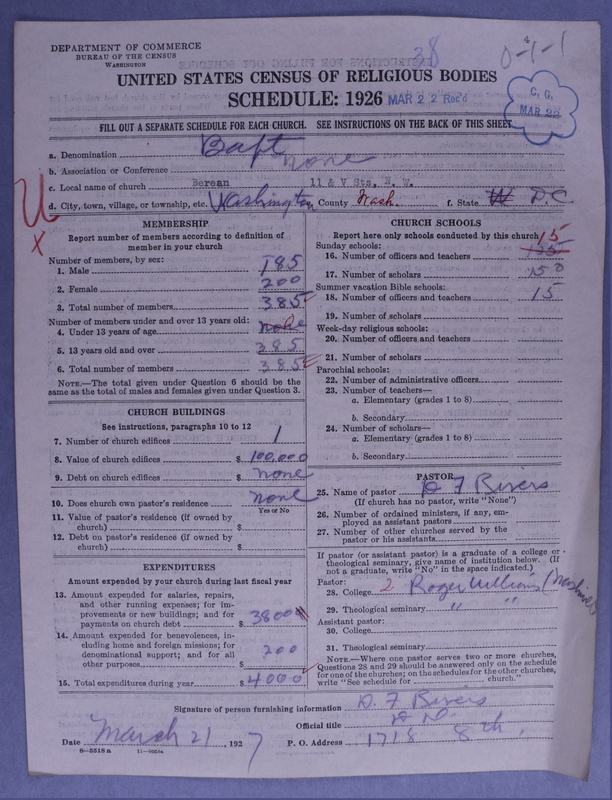 DEPARTMENT OF COMMERCE
BUREAU OF THE CENSUS
WASHINGTON
38
4
0-1-1
UNITED STATES CENSUS OF RELIGIOUS BODIES
SCHEDULE: 1926
MAR 22 Rec'd
C. G.
MAR 22
FILL OUT A SEPARATE SCHEDULE FOR EACH CHURCH. SEE INSTRUCTIONS ON THE BACK OF THIS SHEET
a. Denomination Bapt
b. Association or Conference none
c. Local name of church Berean 11 & V Sts. N. W.
d. City, town, village, or township, etc. Washington County Wash. f. State W DC
MEMBERSHIP
Report number of members according to definition of member in your church
Number of members, by sex:
1. Male 185
2. Female 200
3. Total number of members 385
Number of members under and over 13 years old:
4. Under 13 years of age none
5. 13 years old and over 385
6. Total number of members 385
NOTE.—The total given under Question 6 should be the same as the total of males and females given under Question 3.
CHURCH BUILDINGS
See instructions, paragraphs 10 to 12
7. Number of church edifices 1
8. Value of church edifices $ 100,000
9. Debt on church edifices $ none
10. Does church own pastor's residence none
Yes or No
11. Value of pastor's residence (if owned by church) $
12. Debt on pastor's residence (if owned by church) $
EXPENDITURES
Amount expended by your church during last fiscal year
13. Amount expended for salaries, repairs, and other running expenses; for improvements or new buildings; and for payments on church debt $ 3800
14. Amount expended for benevolences, including home and foreign missions; for denominational support; and for all other purposes $ 200
15. Total expenditures during year $ 4000
CHURCH SCHOOLS
Report here only schools conducted by this church
Sunday schools:
15
16. Number of officers and teachers 135
17. Number of scholars 150
Summer vacation Bible schools:
18. Number of officers and teachers 15
19. Number of scholars
Week-day religious schools:
20. Number of officers and teachers
21. Number of scholars
Parochial schools:
22. Number of administrative officers
23. Number of teachers—
a. Elementary (grades 1 to 8)
b. Secondary
24. Number of scholars—
a. Elementary (grades 1 to 8)
b. Secondary
PASTOR
25. Name of pastor D F Rivers
(If church has no pastor, write "None")
26. Number of ordained ministers, if any, employed as assistant pastors
27. Number of other churches served by the pastor or his assistants
If pastor (or assistant pastor) is a graduate of a college or theological seminary, give name of institution below. (If not a graduate, write "No" in the space indicated.)
Pastor:
28. College 2 Roger Williams
29. Theological seminary " "
Assistant pastor:
30. College
31. Theological seminary
NOTE.—Where one pastor serves two or more churches, Questions 28 and 29 should be answered only on the schedule for one of the churches; on the schedules for the other churches, write "See schedule for ... church."
Signature of person furnishing information D. F Rivers
Official title
Date March 21, 1927 P. O. Address 1718 8th
8-5518 a